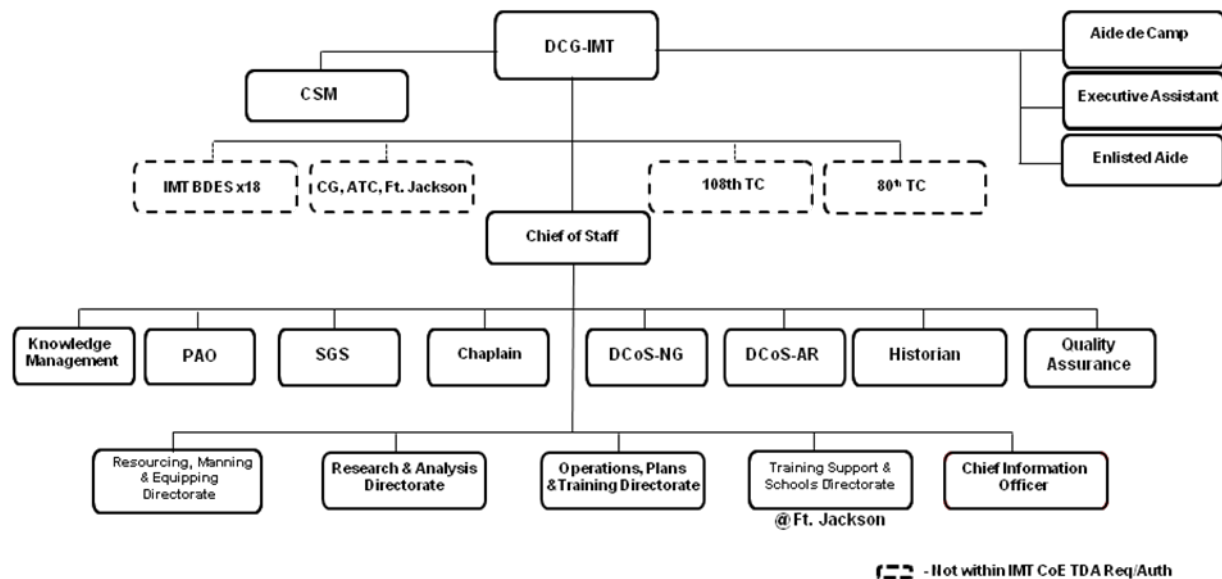 DCG-IMT
Aide de Camp
CSM
Executive Assistant
Enlisted Aide
IMT BDES x18
CG, ATC, Ft. Jackson
108th TC
80th TC
Chief of Staff
Knowledge
Management
PAO
SGS
Chaplain
DCoS-NG
DCoS-AR
Historian
Quality
Assurance
Resourcing, Manning
& Equipping
Directorate
Research & Analysis
Directorate
Operations, Plans
&Training Directorate
Training Support &
Schools Directorate
@Ft. Jackson
Chief Information
Officer
- Not within IMT CoE TDA Req/Auth